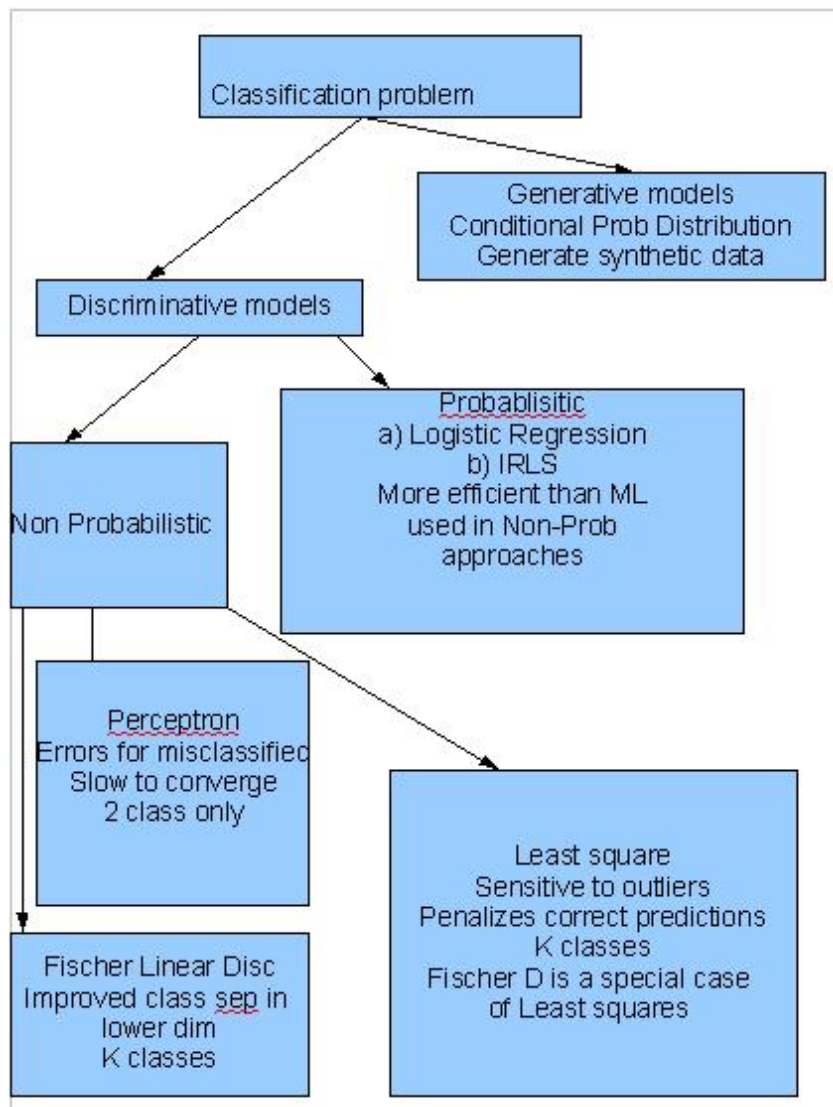 Classification problem
Generative models
Conditional Prob Distribution
Generate synthetic data
Discriminative models
Probablisitic
a) Logistic Regression
b) IRLS
More efficient than ML
used in Non-Prob
approaches
Non Probabilistic
Perceptron
Errors for misclassified
Slow to converge
2 class only
Least square
Sensitive to outliers
Penalizes correct predictions
K classes
Fischer D is a special case
of Least squares
Fischer Linear Disc
Improved class sep in
lower dim
K classes